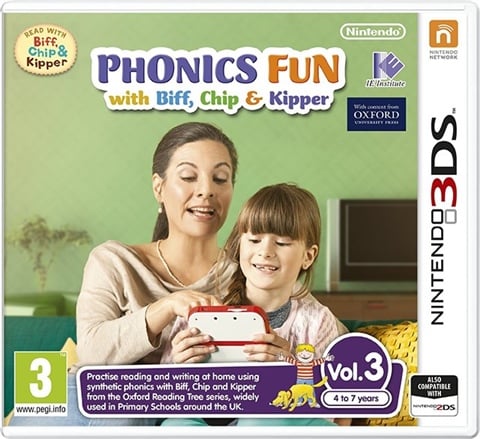 READ WITH
Biff,
Chip &
Kipper
Nintendo
NINTENDO
NETWORK
PHONICS FUN
with Biff, Chip & Kipper
IE Institute
With content from
OXFORD
UNIVERSITY PRESS
NINTENDO 3DS™
3
www.pegi.info
Practise reading and writing at home using
synthetic phonics with Biff, Chip and Kipper
from the Oxford Reading Tree series, widely
used in Primary Schools around the UK.
Vol.3
4 to 7 years
ALSO
COMPATIBLE
WITH
NINTENDO 2DS